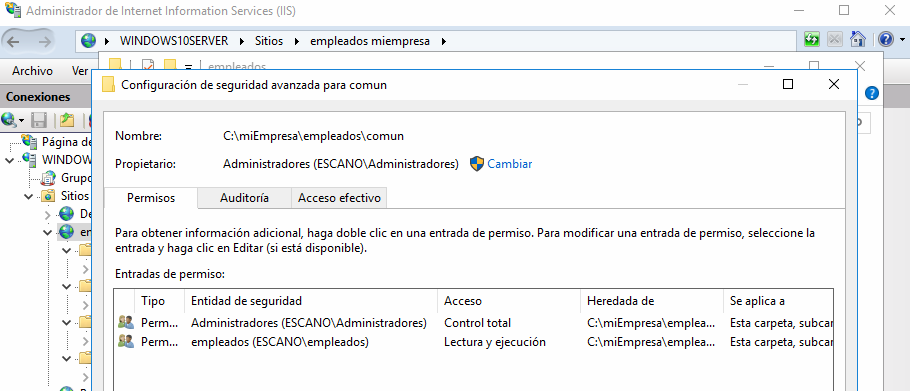 Administrador de Internet Information Services (IIS)
WINDOWS10SERVER Sitios empleados miempresa
Archivo Ver
empleados
Conexiones
Configuración de seguridad avanzada para comun
Página de
WINDOW
Grupo
Sitios
De
Nombre: C:\miEmpresa\empleados\comun
Propietario: Administradores (ESCANO\Administradores) Cambiar
Permisos Auditoría Acceso efectivo
Para obtener información adicional, haga doble clic en una entrada de permiso. Para modificar una entrada de permiso, seleccione la
entrada y haga clic en Editar (si está disponible).
Entradas de permiso:
Tipo Entidad de seguridad Acceso Heredada de Se aplica a
Perm... Administradores (ESCANO\Administradores) Control total C:\miEmpresa\emplea... Esta carpeta, subcar
Perm... empleados (ESCANO\empleados) Lectura y ejecución C:\miEmpresa\emplea... Esta carpeta, subcar